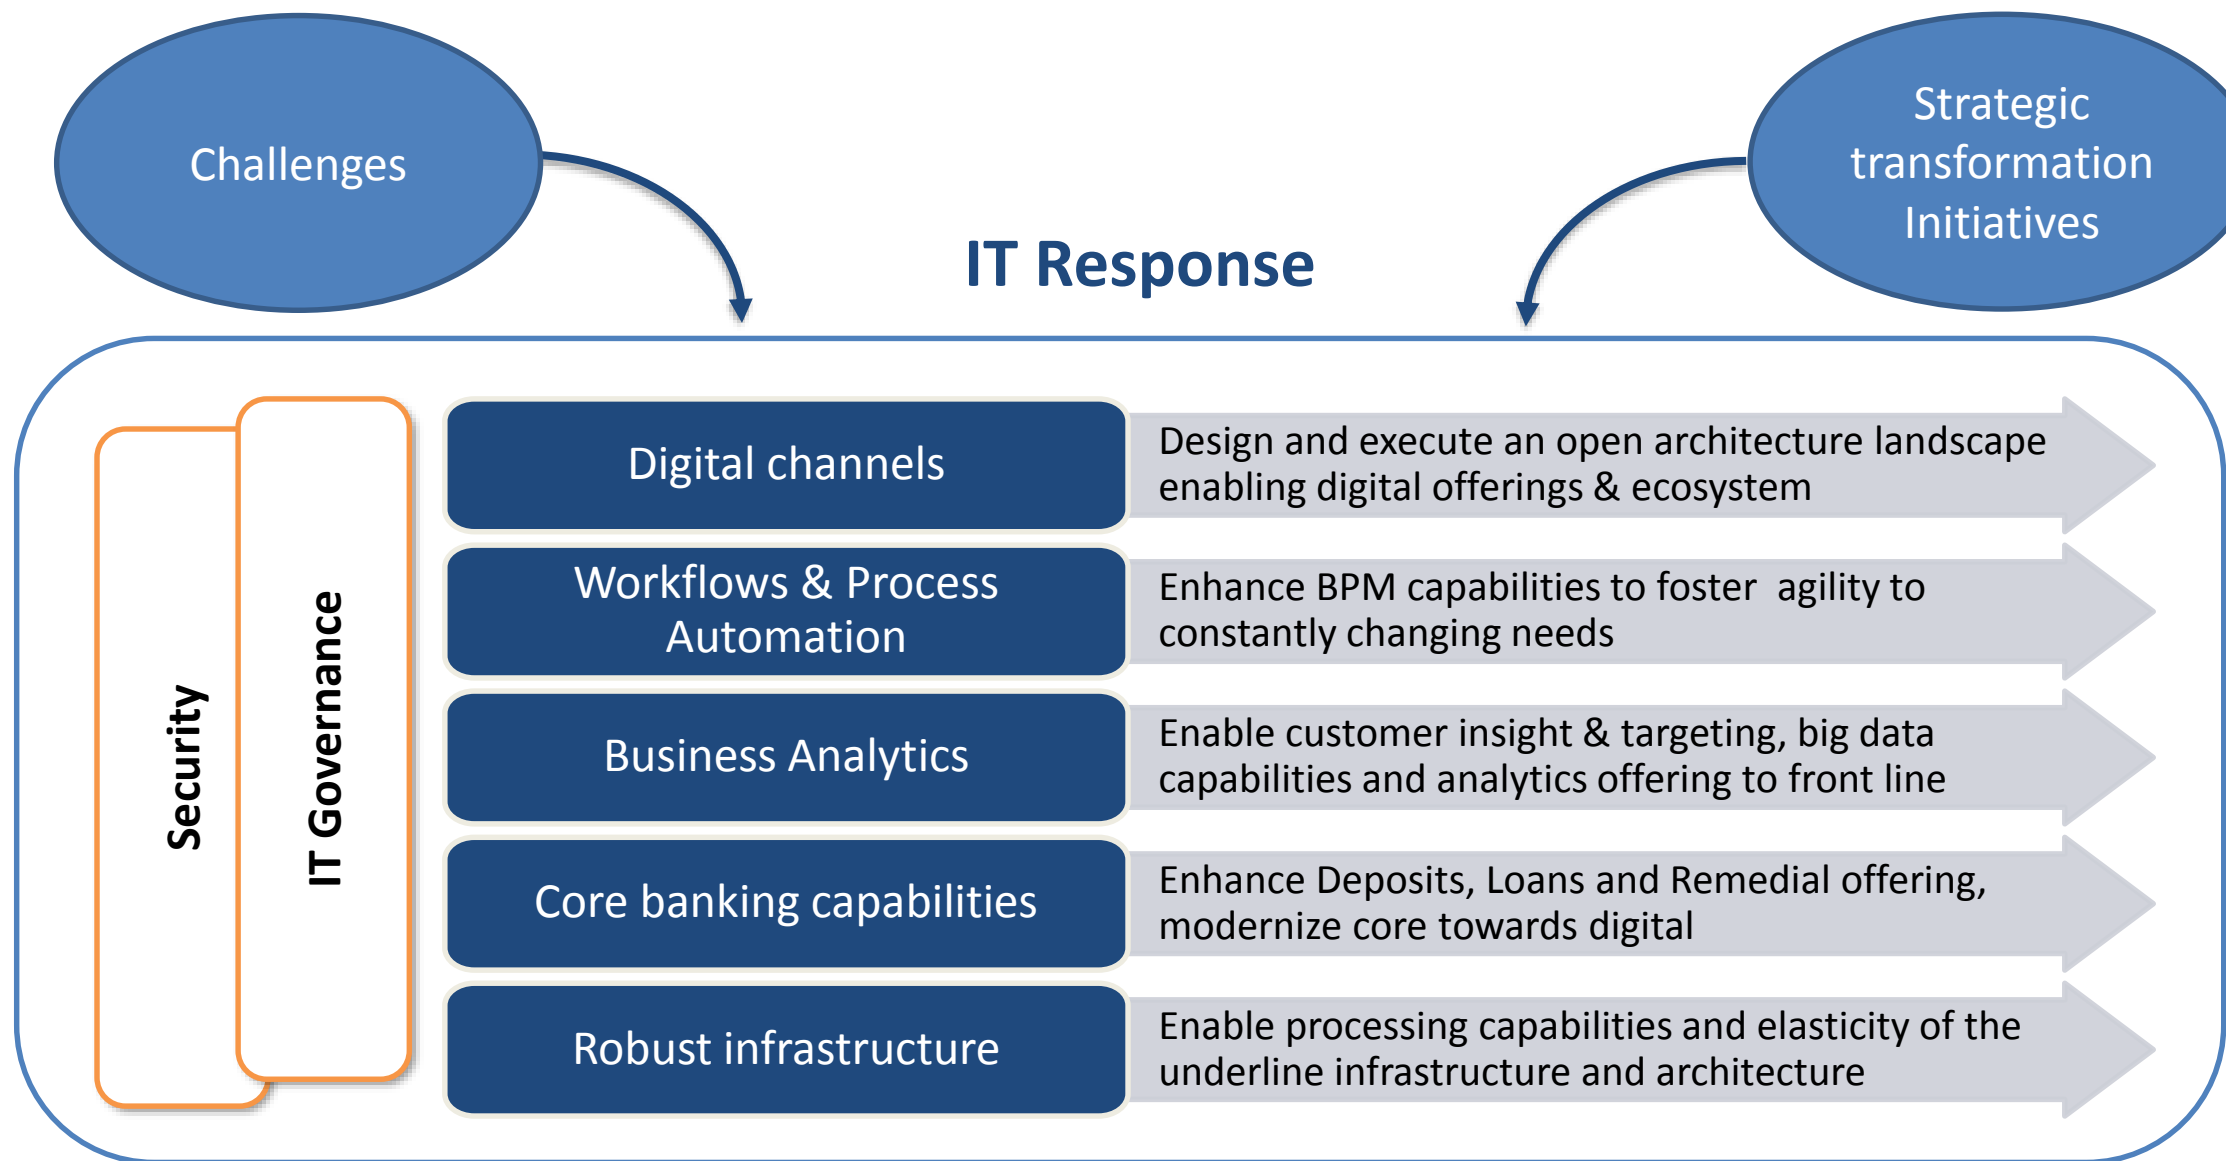 Challenges
Strategic
transformation
Initiatives
IT Response
Security
IT Governance
Digital channels
Design and execute an open architecture landscape
enabling digital offerings & ecosystem
Workflows & Process
Automation
Enhance BPM capabilities to foster  agility to
constantly changing needs
Business Analytics
Enable customer insight & targeting, big data
capabilities and analytics offering to front line
Core banking capabilities
Enhance Deposits, Loans and Remedial offering,
modernize core towards digital
Robust infrastructure
Enable processing capabilities and elasticity of the
underline infrastructure and architecture